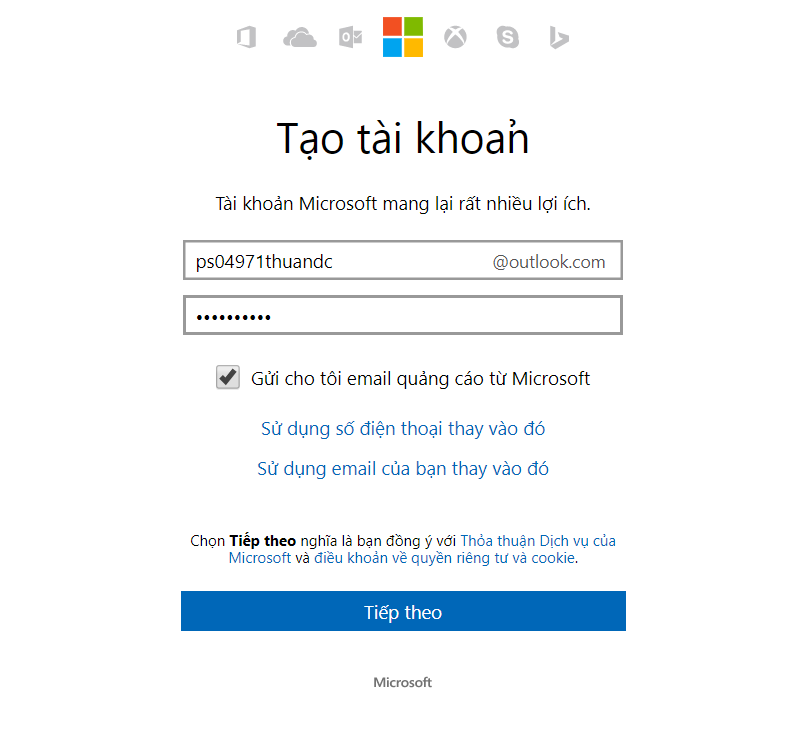 Tạo tài khoản
Tài khoản Microsoft mang lại rất nhiều lợi ích.
ps04971thuandc @outlook.com
••••••••••
Gửi cho tôi email quảng cáo từ Microsoft
Sử dụng số điện thoại thay vào đó
Sử dụng email của bạn thay vào đó
Chọn Tiếp theo nghĩa là bạn đồng ý với Thỏa thuận Dịch vụ của
Microsoft và điều khoản về quyền riêng tư và cookie.
Tiếp theo
Microsoft